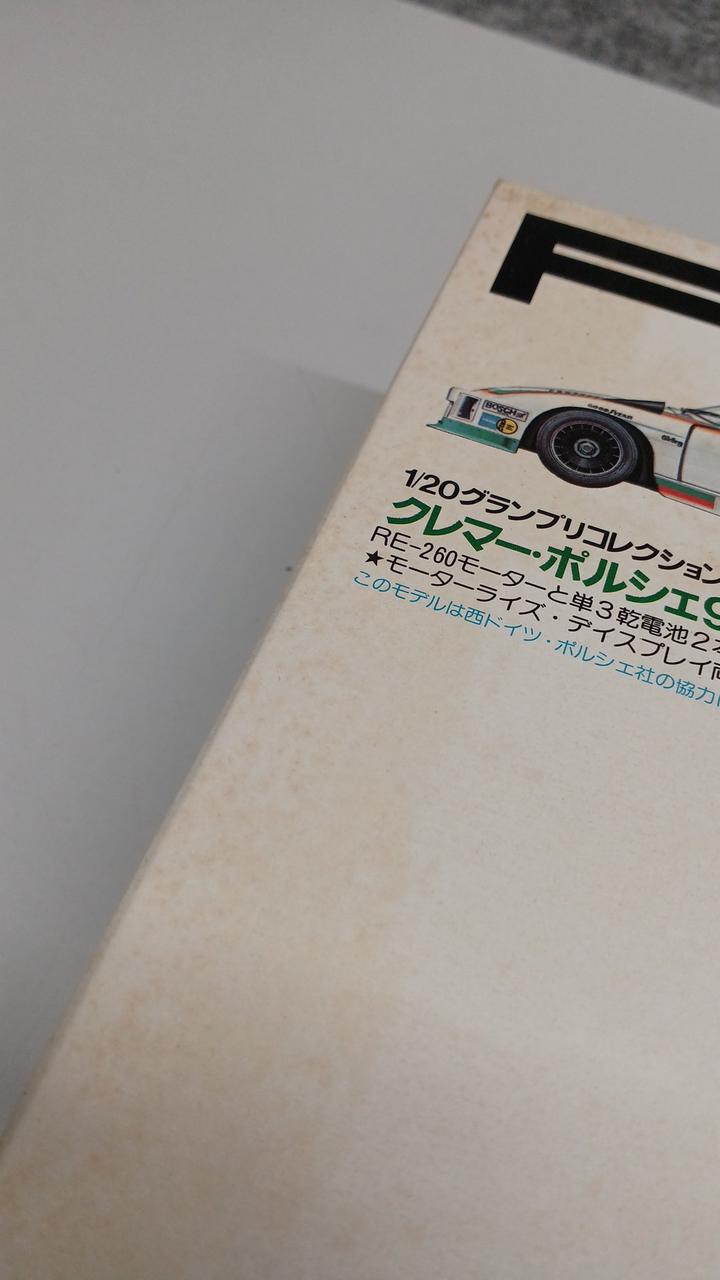 BOSCH
GOODYEAR
1/20グランプリコレクション
クレマー・ポルシェ9
RE-260モーターと単3乾電池2
★モーターライズ・デイスプレイ両
このモデルは西ドイツ・ポルシェ社の協力